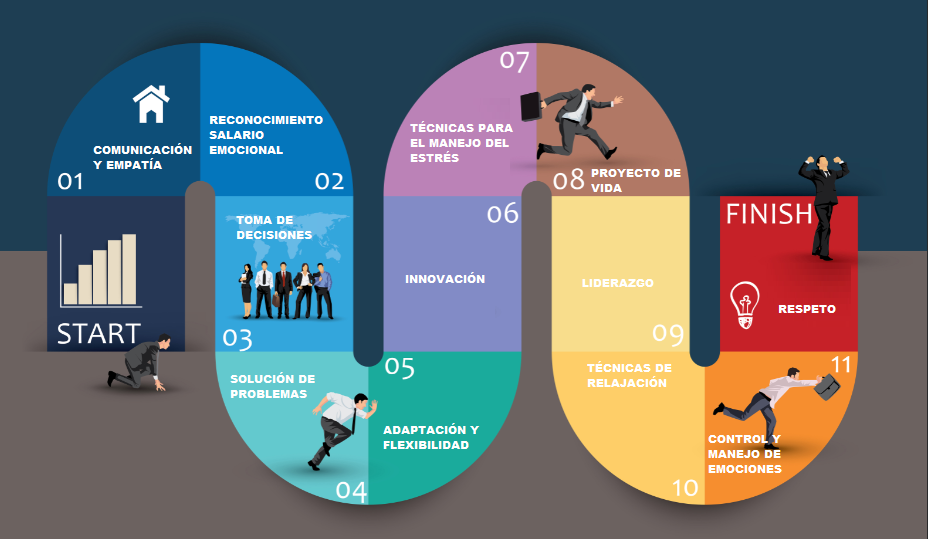 START
COMUNICACIÓN
Y EMPATÍA
01
RECONOCIMIENTO
SALARIO
EMOCIONAL
02
TOMA DE
DECISIONES
03
SOLUCIÓN DE
PROBLEMAS
04
05
ADAPTACIÓN Y
FLEXIBILIDAD
06
INNOVACIÓN
07
TÉCNICAS PARA
EL MANEJO DEL
ESTRÉS
08 PROYECTO DE
VIDA
LIDERAZGO
09
TÉCNICAS DE
RELAJACIÓN
10
11
CONTROL Y
MANEJO DE
EMOCIONES
FINISH
RESPETO